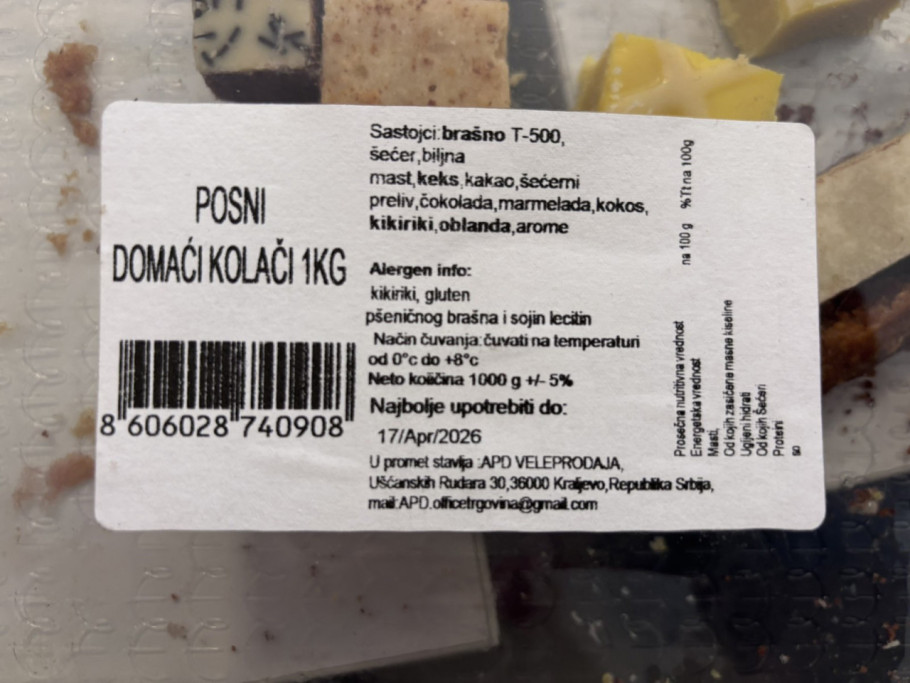 POSNI
DOMAĆI KOLAČI 1KG
8 606028 740908
Sastojci:brašno T-500,
šećer,biljna
mast,keks,kakao,šećerni
preliv,čokolada,marmelada,kokos,
kikiriki,oblanda,arome
Alergen info:
kikiriki, gluten
pšeničnog brašna i sojin lecitin
Način čuvanja:čuvati na temperaturi
od 0°c do +8°c
Neto količina 1000 g +/- 5%
Najbolje upotrebiti do:
17/Apr/2026
U promet stavlja :APD VELEPRODAJA,
Ušćanskih Rudara 30,36000 Kraljevo,Republika Srbija,
mail:APD.officetrgovina@gmail.com
na 100 g %Tt na 100g
Prosečna nutritivna vrednost
Energetska vrednost
Masti,
Od kojih zasićene masne kiseline
Ugljeni hidrati
Od kojih Šećeri
Proteini
so